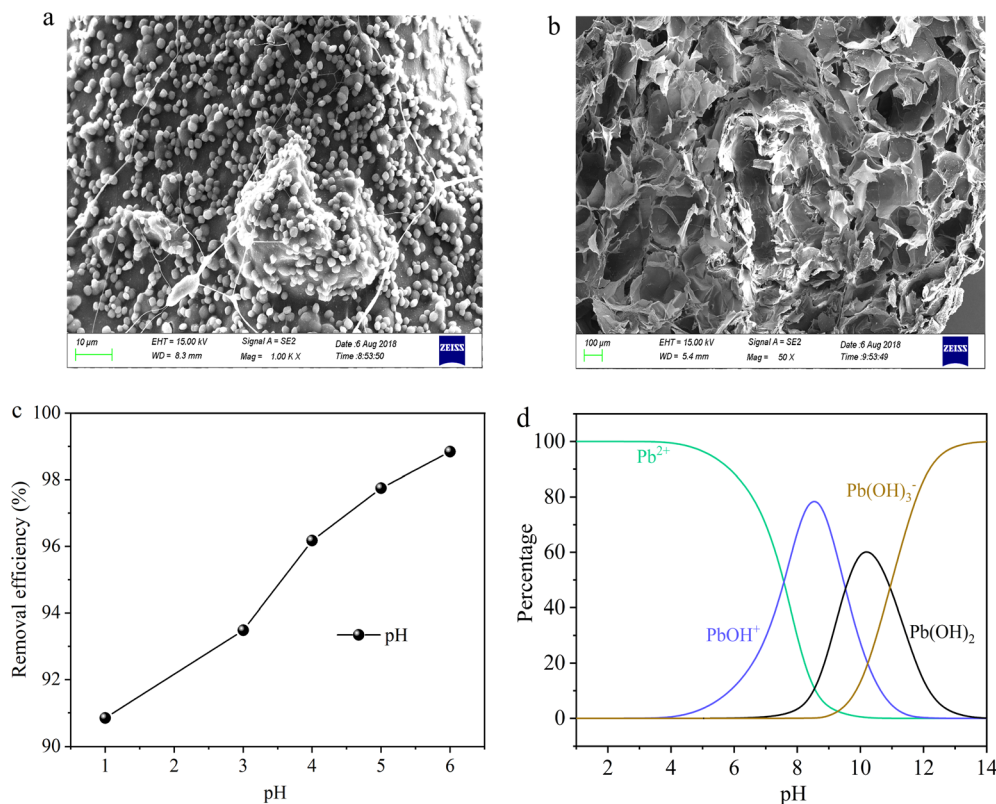 a
10 µm
EHT = 15.00 kV
WD = 8.3 mm
Signal A = SE2
Mag = 1.00 K X
Date :6 Aug 2018
Time :8:53:50
ZEISS
b
100 µm
EHT = 15.00 kV
WD = 5.4 mm
Signal A = SE2
Mag = 50 X
Date :6 Aug 2018
Time :9:53:49
ZEISS
c
100
98
96
94
92
90
Removal efficiency (%)
pH
1 2 3 4 5 6
pH
d
100
80
60
40
20
0
Percentage
Pb²⁺
Pb(OH)₃⁻
PbOH⁺
Pb(OH)₂
2 4 6 8 10 12 14
pH